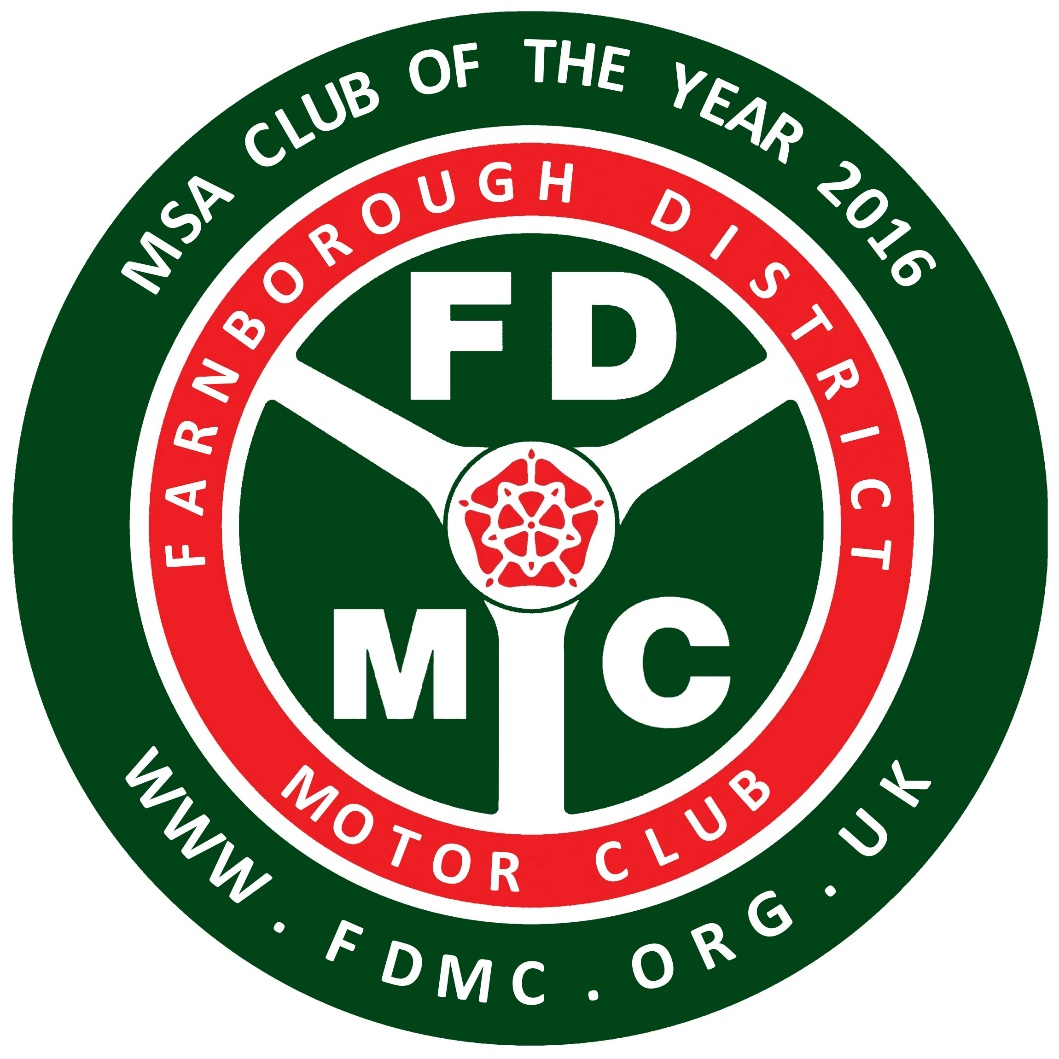 MSA CLUB OF THE YEAR 2016
FARNBOROUGH DISTRICT
FD
MC
MOTOR CLUB
WWW.FDMC.ORG.UK